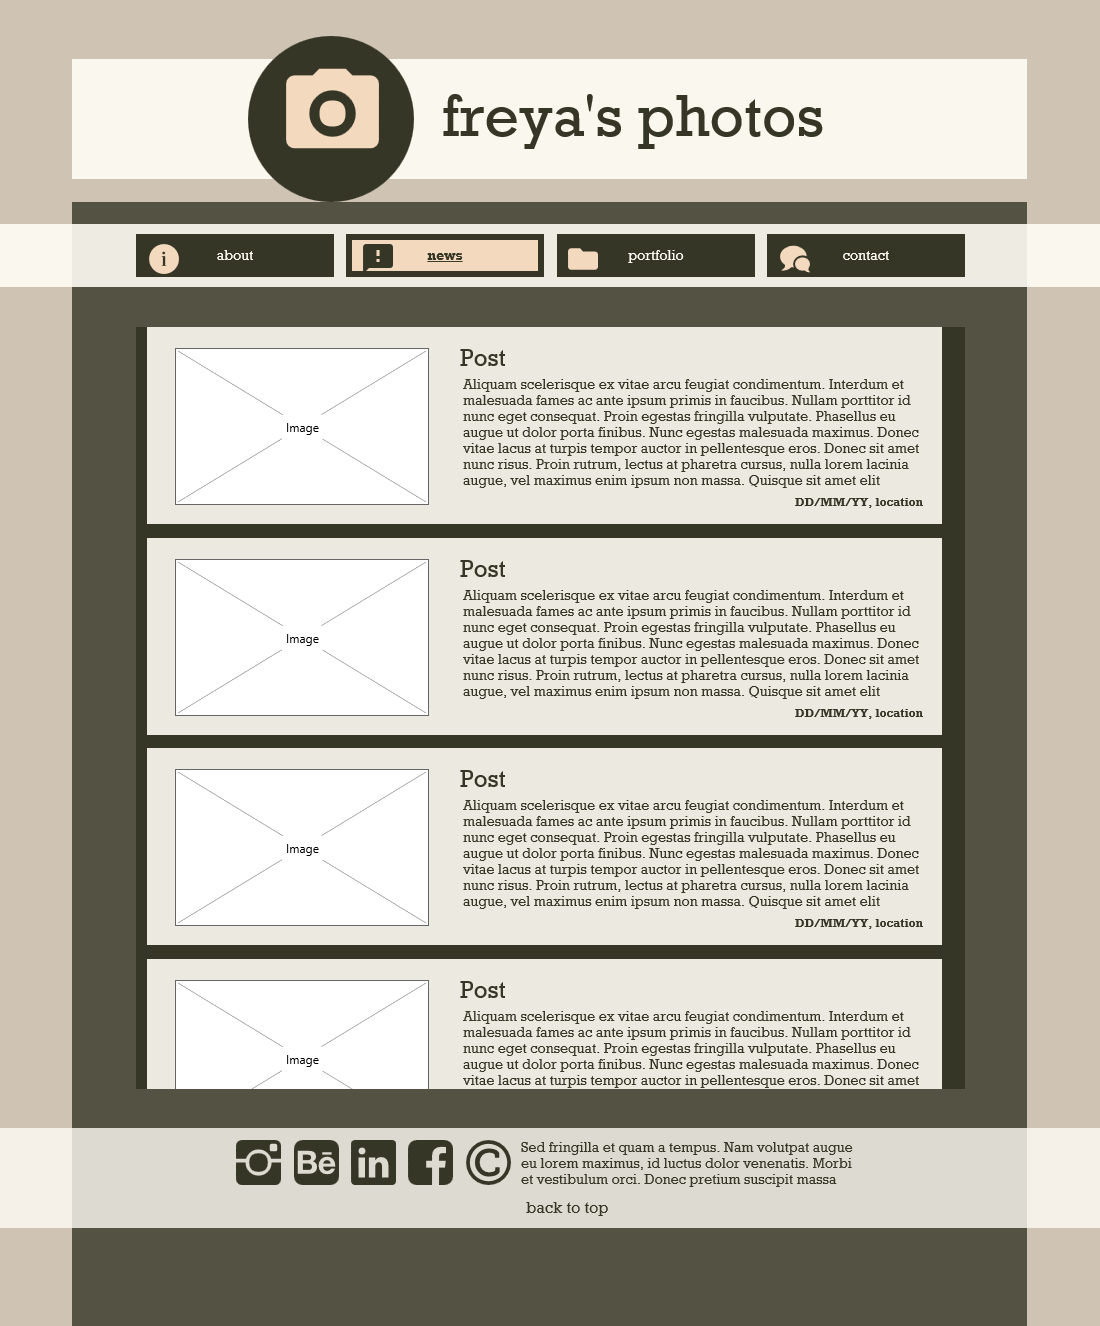 freya's photos
about
news
portfolio
contact
Image
Post
Aliquam scelerisque ex vitae arcu feugiat condimentum. Interdum et
malesuada fames ac ante ipsum primis in faucibus. Nullam porttitor id
nunc eget consequat. Proin egestas fringilla vulputate. Phasellus eu
augue ut dolor porta finibus. Nunc egestas malesuada maximus. Donec
vitae lacus at turpis tempor auctor in pellentesque eros. Donec sit amet
nunc risus. Proin rutrum, lectus at pharetra cursus, nulla lorem lacinia
augue, vel maximus enim ipsum non massa. Quisque sit amet elit
DD/MM/YY, location
Image
Post
Aliquam scelerisque ex vitae arcu feugiat condimentum. Interdum et
malesuada fames ac ante ipsum primis in faucibus. Nullam porttitor id
nunc eget consequat. Proin egestas fringilla vulputate. Phasellus eu
augue ut dolor porta finibus. Nunc egestas malesuada maximus. Donec
vitae lacus at turpis tempor auctor in pellentesque eros. Donec sit amet
nunc risus. Proin rutrum, lectus at pharetra cursus, nulla lorem lacinia
augue, vel maximus enim ipsum non massa. Quisque sit amet elit
DD/MM/YY, location
Image
Post
Aliquam scelerisque ex vitae arcu feugiat condimentum. Interdum et
malesuada fames ac ante ipsum primis in faucibus. Nullam porttitor id
nunc eget consequat. Proin egestas fringilla vulputate. Phasellus eu
augue ut dolor porta finibus. Nunc egestas malesuada maximus. Donec
vitae lacus at turpis tempor auctor in pellentesque eros. Donec sit amet
nunc risus. Proin rutrum, lectus at pharetra cursus, nulla lorem lacinia
augue, vel maximus enim ipsum non massa. Quisque sit amet elit
DD/MM/YY, location
Image
Post
Aliquam scelerisque ex vitae arcu feugiat condimentum. Interdum et
malesuada fames ac ante ipsum primis in faucibus. Nullam porttitor id
nunc eget consequat. Proin egestas fringilla vulputate. Phasellus eu
augue ut dolor porta finibus. Nunc egestas malesuada maximus. Donec
vitae lacus at turpis tempor auctor in pellentesque eros. Donec sit amet
Bē in f ©
Sed fringilla et quam a tempus. Nam volutpat augue
eu lorem maximus, id luctus dolor venenatis. Morbi
et vestibulum orci. Donec pretium suscipit massa
back to top